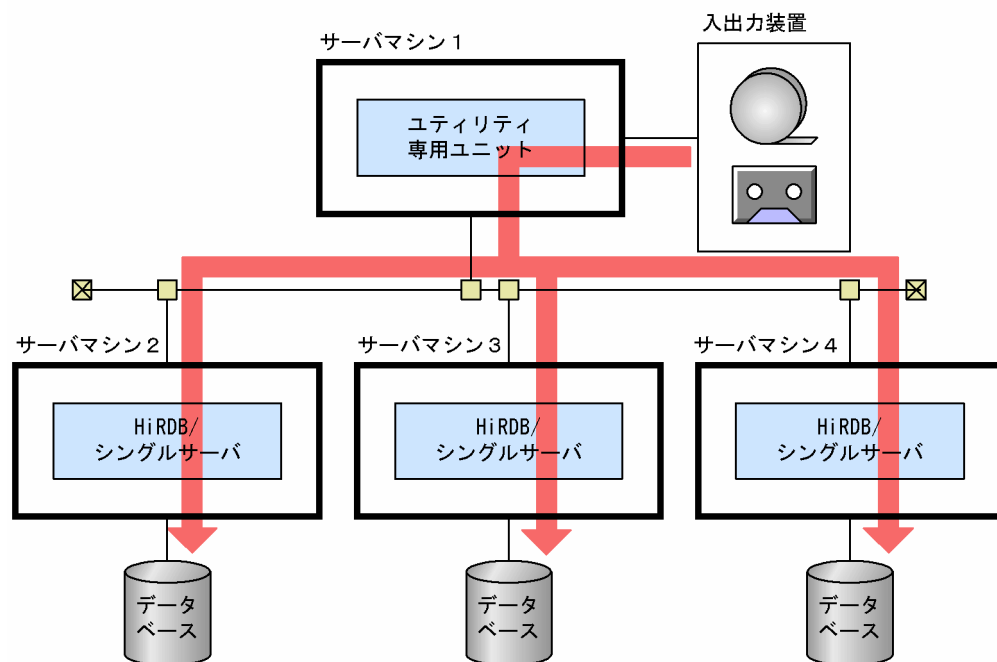 入出力装置
サーバマシン１
ユティリティ
専用ユニット
サーバマシン２
サーバマシン３
サーバマシン４
HiRDB/
シングルサーバ
HiRDB/
シングルサーバ
HiRDB/
シングルサーバ
データ
ベース
データ
ベース
データ
ベース